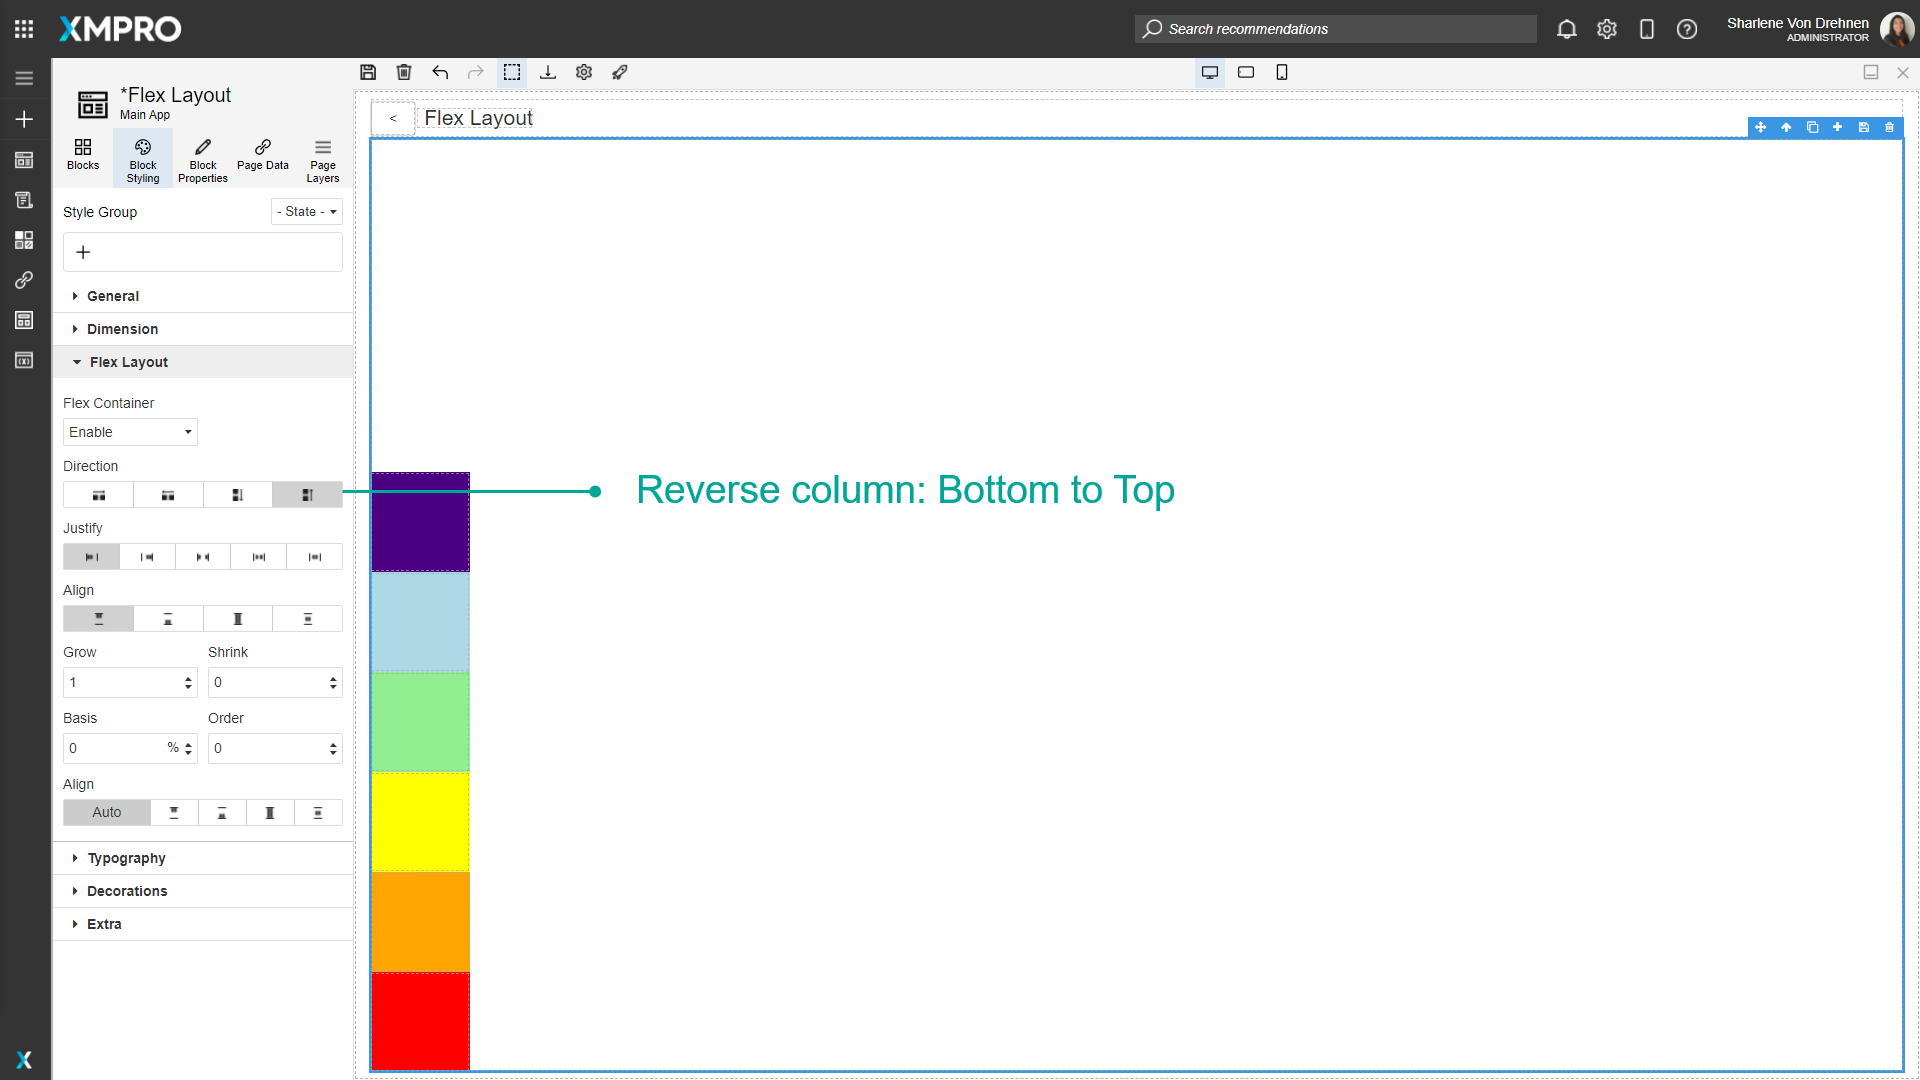 XMPRO
Search recommendations
Sharlene Von Drehnen
ADMINISTRATOR
*Flex Layout
Main App
Blocks
Block Styling
Block Properties
Page Data
Page Layers
< Flex Layout
Style Group
- State -
+
General
Dimension
Flex Layout
Flex Container
Enable
Direction
Reverse column: Bottom to Top
Justify
Align
Grow Shrink
1 0
Basis Order
0 % 0
Align
Auto
Typography
Decorations
Extra
X